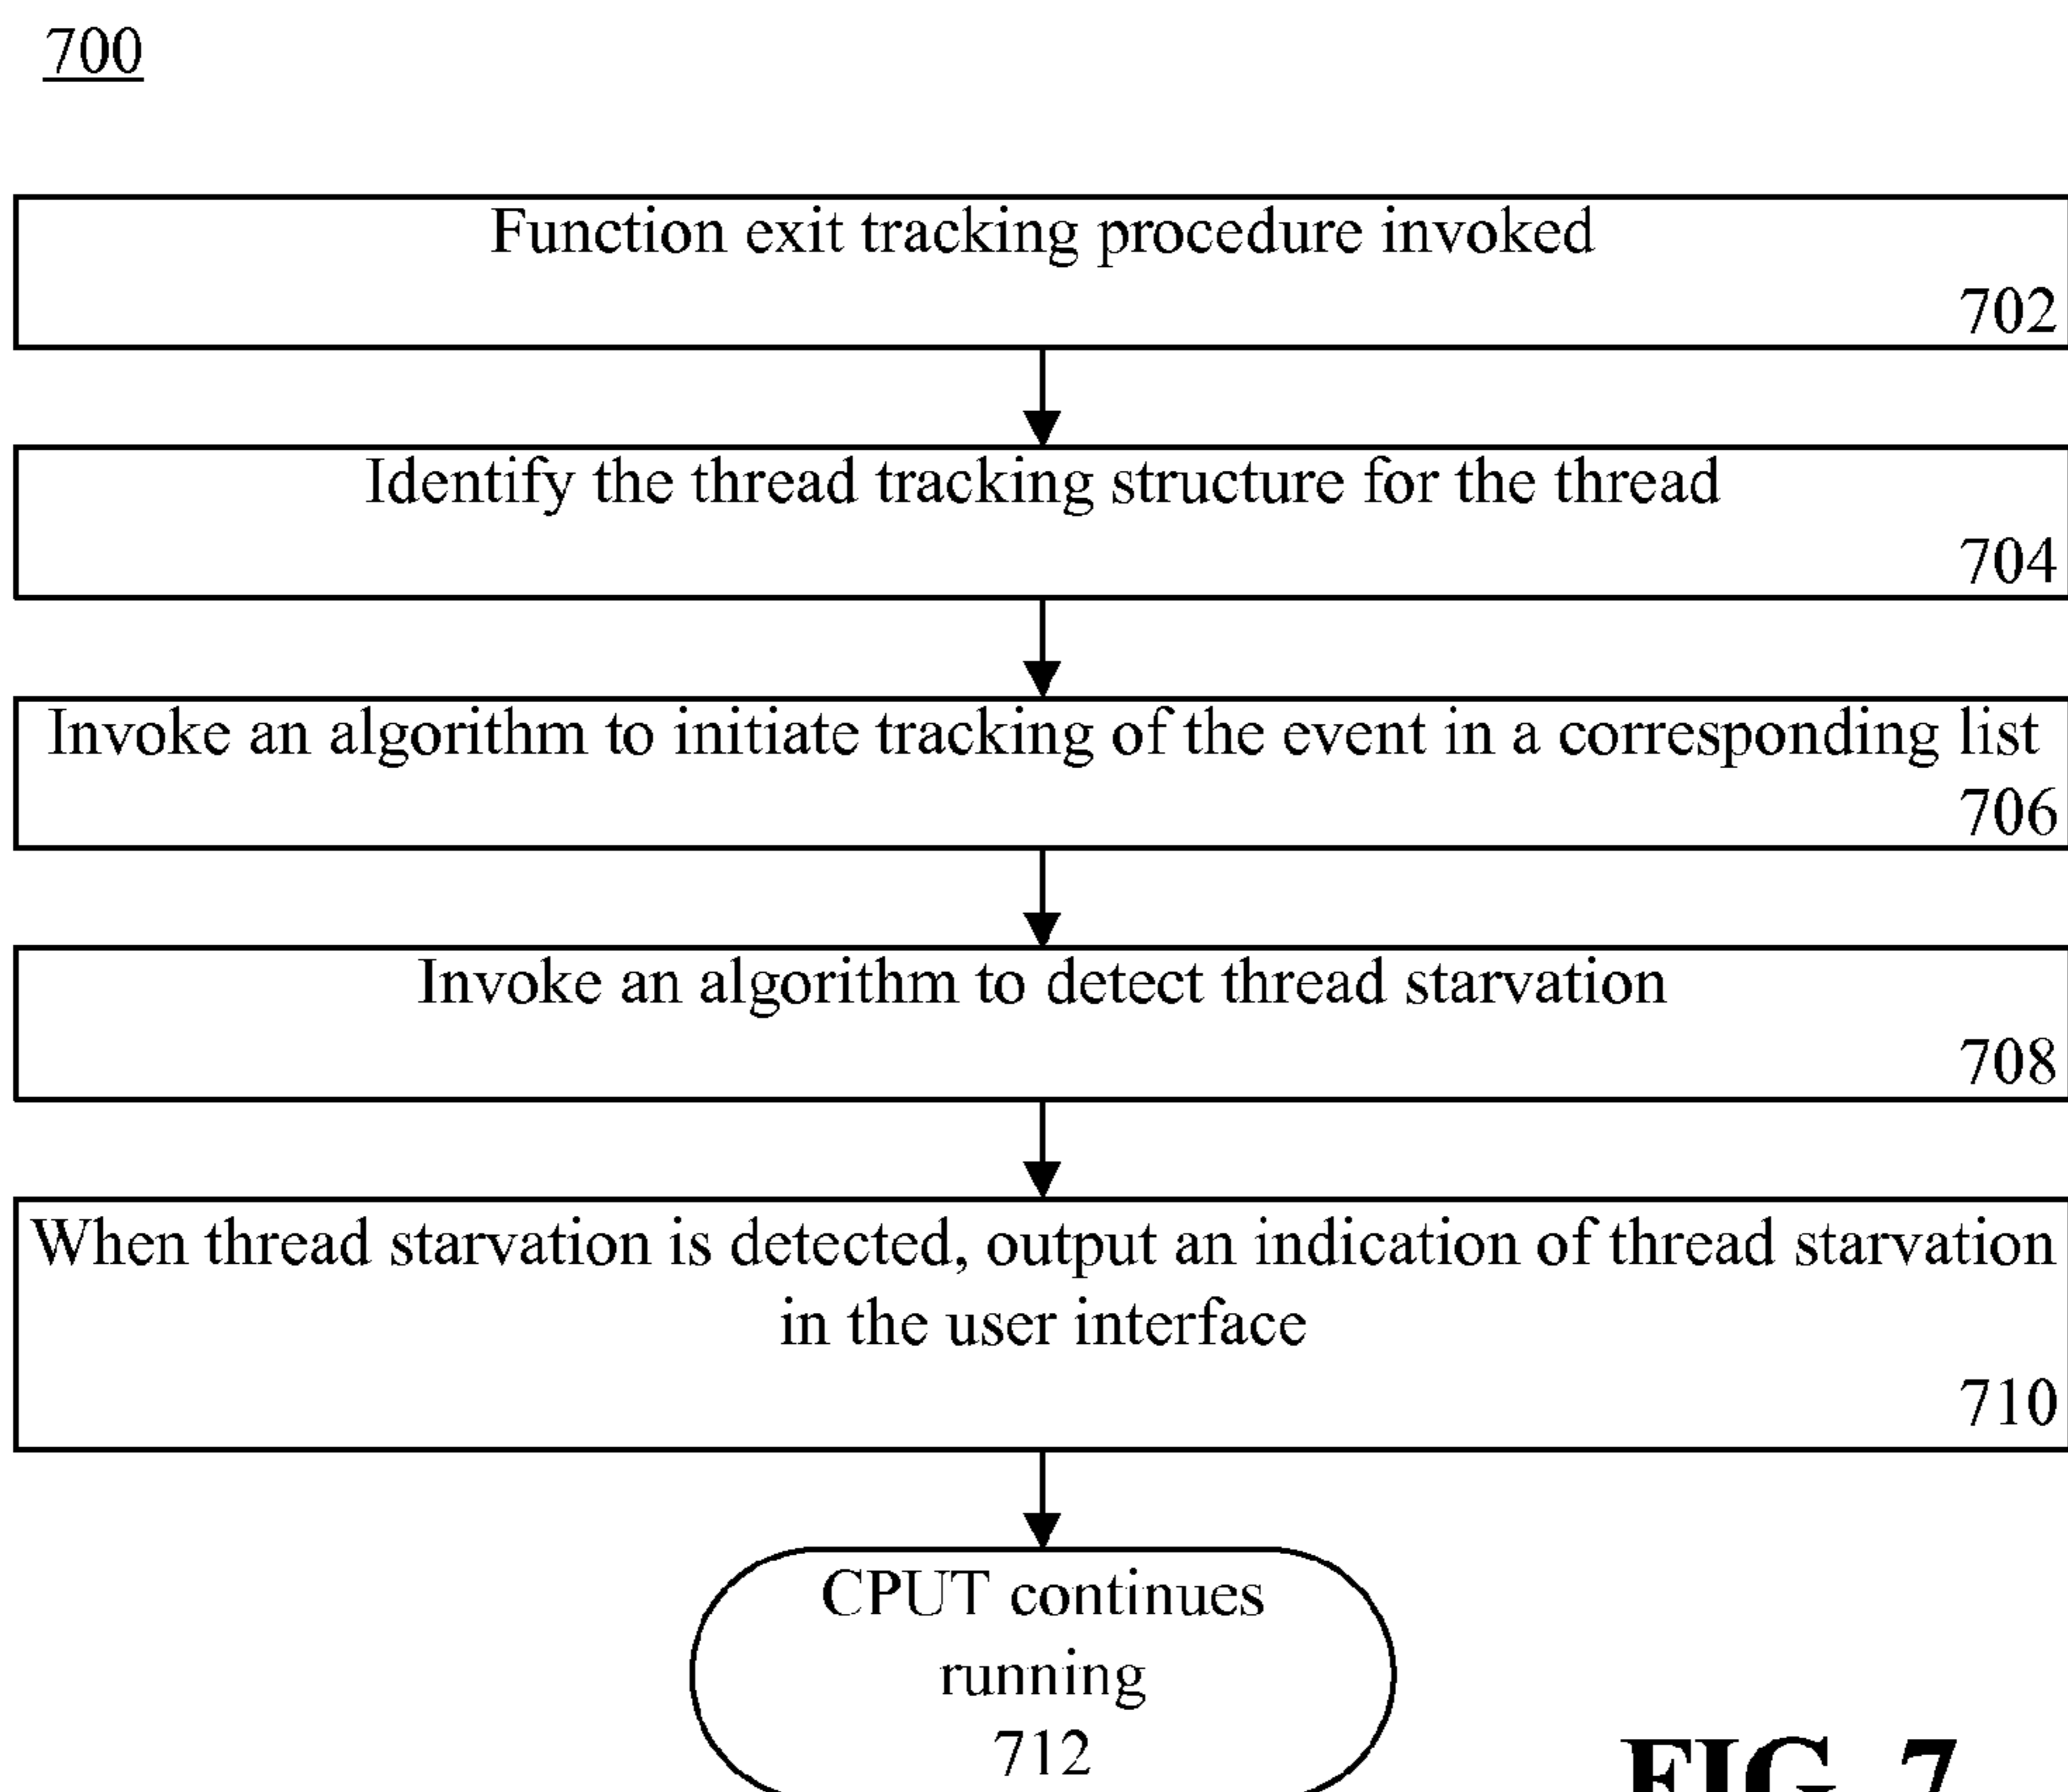 700
Function exit tracking procedure invoked
702
Identify the thread tracking structure for the thread
704
Invoke an algorithm to initiate tracking of the event in a corresponding list
706
Invoke an algorithm to detect thread starvation
708
When thread starvation is detected, output an indication of thread starvation
in the user interface
710
CPUT continues
running
712
FIG. 7